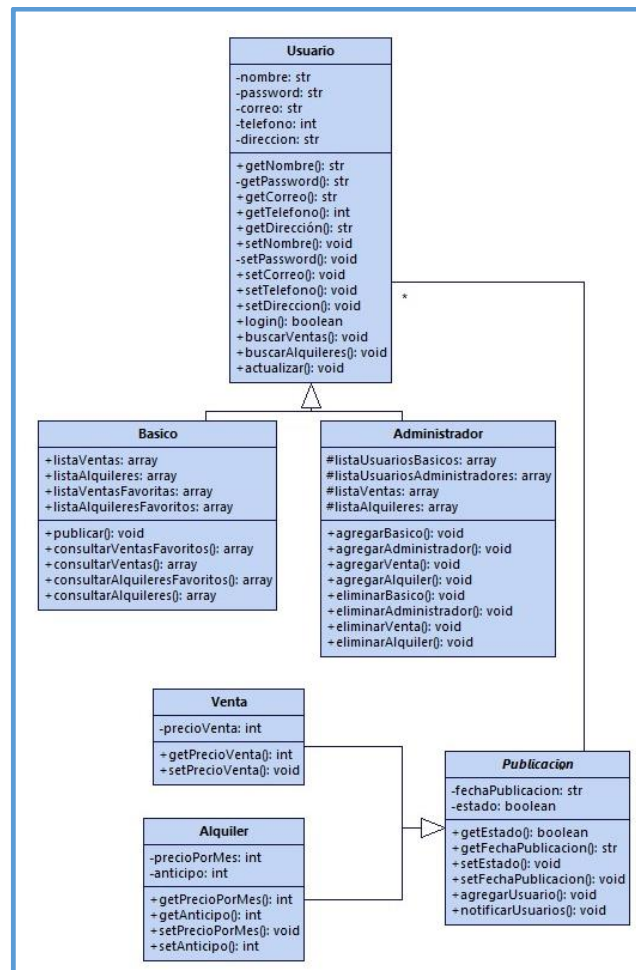 Usuario
-nombre: str
-password: str
-correo: str
-telefono: int
-direccion: str
+getNombre(): str
-getPassword(): str
+getCorreo(): str
+getTelefono(): int
+getDirección(): str
+setNombre(): void
-setPassword(): void
+setCorreo(): void
+setTelefono(): void
+setDireccion(): void
+login(): boolean
+buscarVentas(): void
+buscarAlquileres(): void
+actualizar(): void
*
Basico
+listaVentas: array
+listaAlquileres: array
+listaVentasFavoritas: array
+listaAlquileresFavoritos: array
+publicar(): void
+consultarVentasFavoritos(): array
+consultarVentas(): array
+consultarAlquileresFavoritos(): array
+consultarAlquileres(): array
Administrador
#listaUsuariosBasicos: array
#listaUsuariosAdministradores: array
#listaVentas: array
#listaAlquileres: array
+agregarBasico(): void
+agregarAdministrador(): void
+agregarVenta(): void
+agregarAlquiler(): void
+eliminarBasico(): void
+eliminarAdministrador(): void
+eliminarVenta(): void
+eliminarAlquiler(): void
Venta
-precioVenta: int
+getPrecioVenta(): int
+setPrecioVenta(): void
Alquiler
-precioPorMes: int
-anticipo: int
+getPrecioPorMes(): int
+getAnticipo(): int
+setPrecioPorMes(): void
+setAnticipo(): int
Publicacion
-fechaPublicacion: str
-estado: boolean
+getEstado(): boolean
+getFechaPublicacion(): str
+setEstado(): void
+setFechaPublicacion(): void
+agregarUsuario(): void
+notificarUsuarios(): void